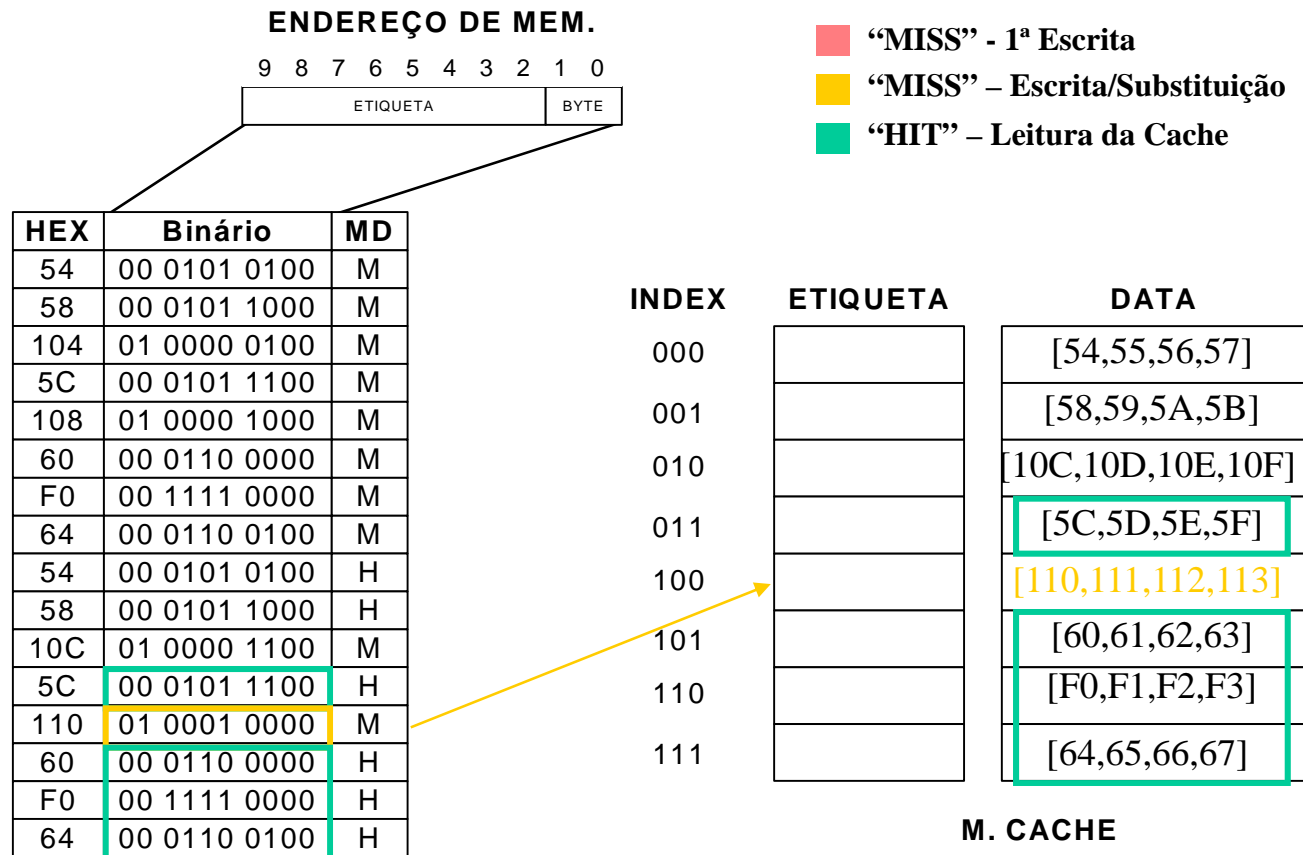 ENDEREÇO DE MEM.
9 8 7 6 5 4 3 2 1 0
ETIQUETA BYTE
“MISS” - 1ª Escrita
“MISS” – Escrita/Substituição
“HIT” – Leitura da Cache
HEX Binário MD
54 00 0101 0100 M
58 00 0101 1000 M
104 01 0000 0100 M
5C 00 0101 1100 M
108 01 0000 1000 M
60 00 0110 0000 M
F0 00 1111 0000 M
64 00 0110 0100 M
54 00 0101 0100 H
58 00 0101 1000 H
10C 01 0000 1100 M
5C 00 0101 1100 H
110 01 0001 0000 M
60 00 0110 0000 H
F0 00 1111 0000 H
64 00 0110 0100 H
INDEX ETIQUETA DATA
000 [54,55,56,57]
001 [58,59,5A,5B]
010 [10C,10D,10E,10F]
011 [5C,5D,5E,5F]
100 [110,111,112,113]
101 [60,61,62,63]
110 [F0,F1,F2,F3]
111 [64,65,66,67]
M. CACHE